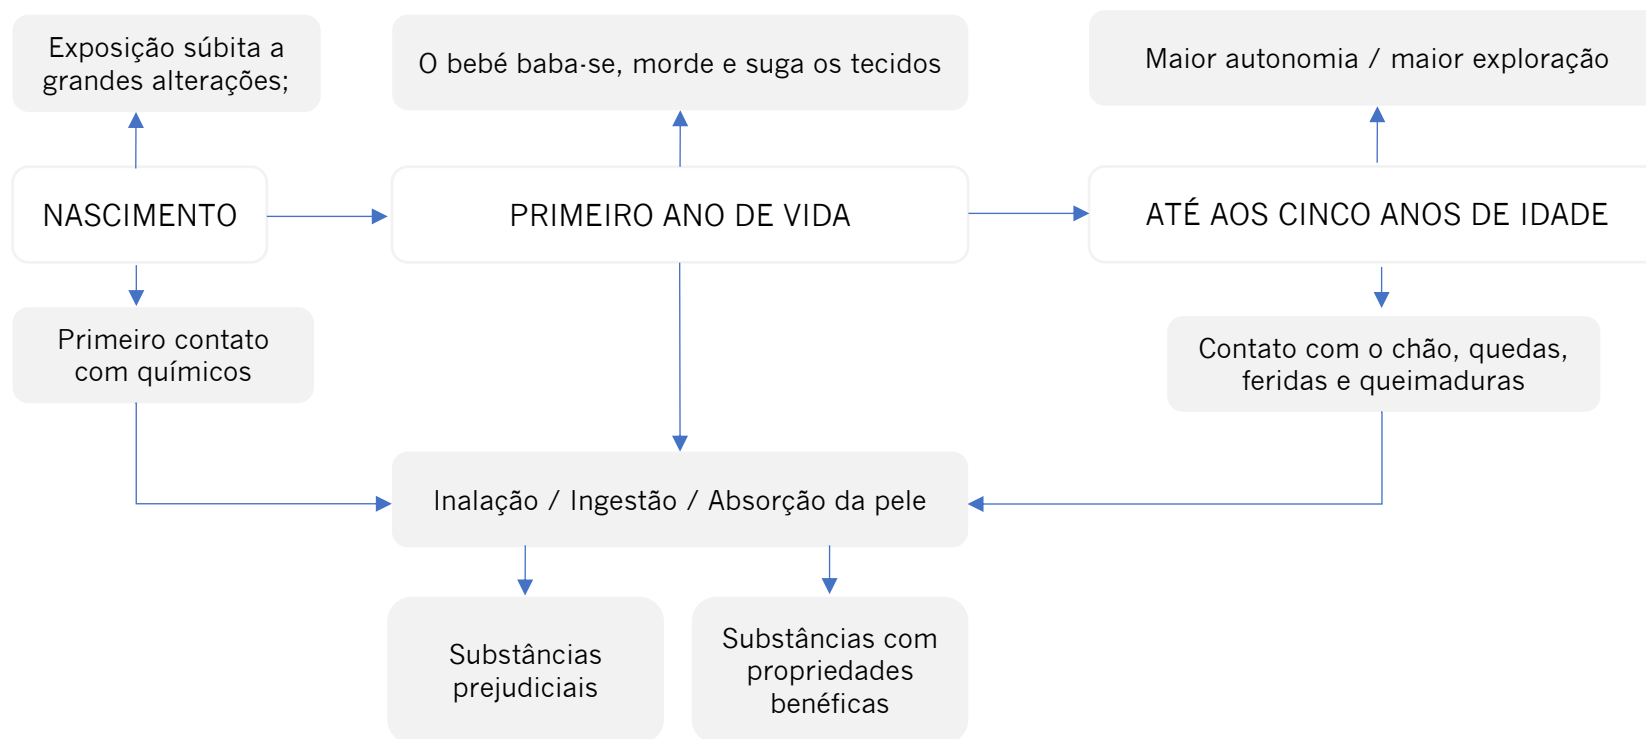 Exposição súbita a
grandes alterações;
O bebé baba-se, morde e suga os tecidos
Maior autonomia / maior exploração
NASCIMENTO
PRIMEIRO ANO DE VIDA
ATÉ AOS CINCO ANOS DE IDADE
Primeiro contato
com químicos
Contato com o chão, quedas,
feridas e queimaduras
Inalação / Ingestão / Absorção da pele
Substâncias
prejudiciais
Substâncias com
propriedades
benéficas